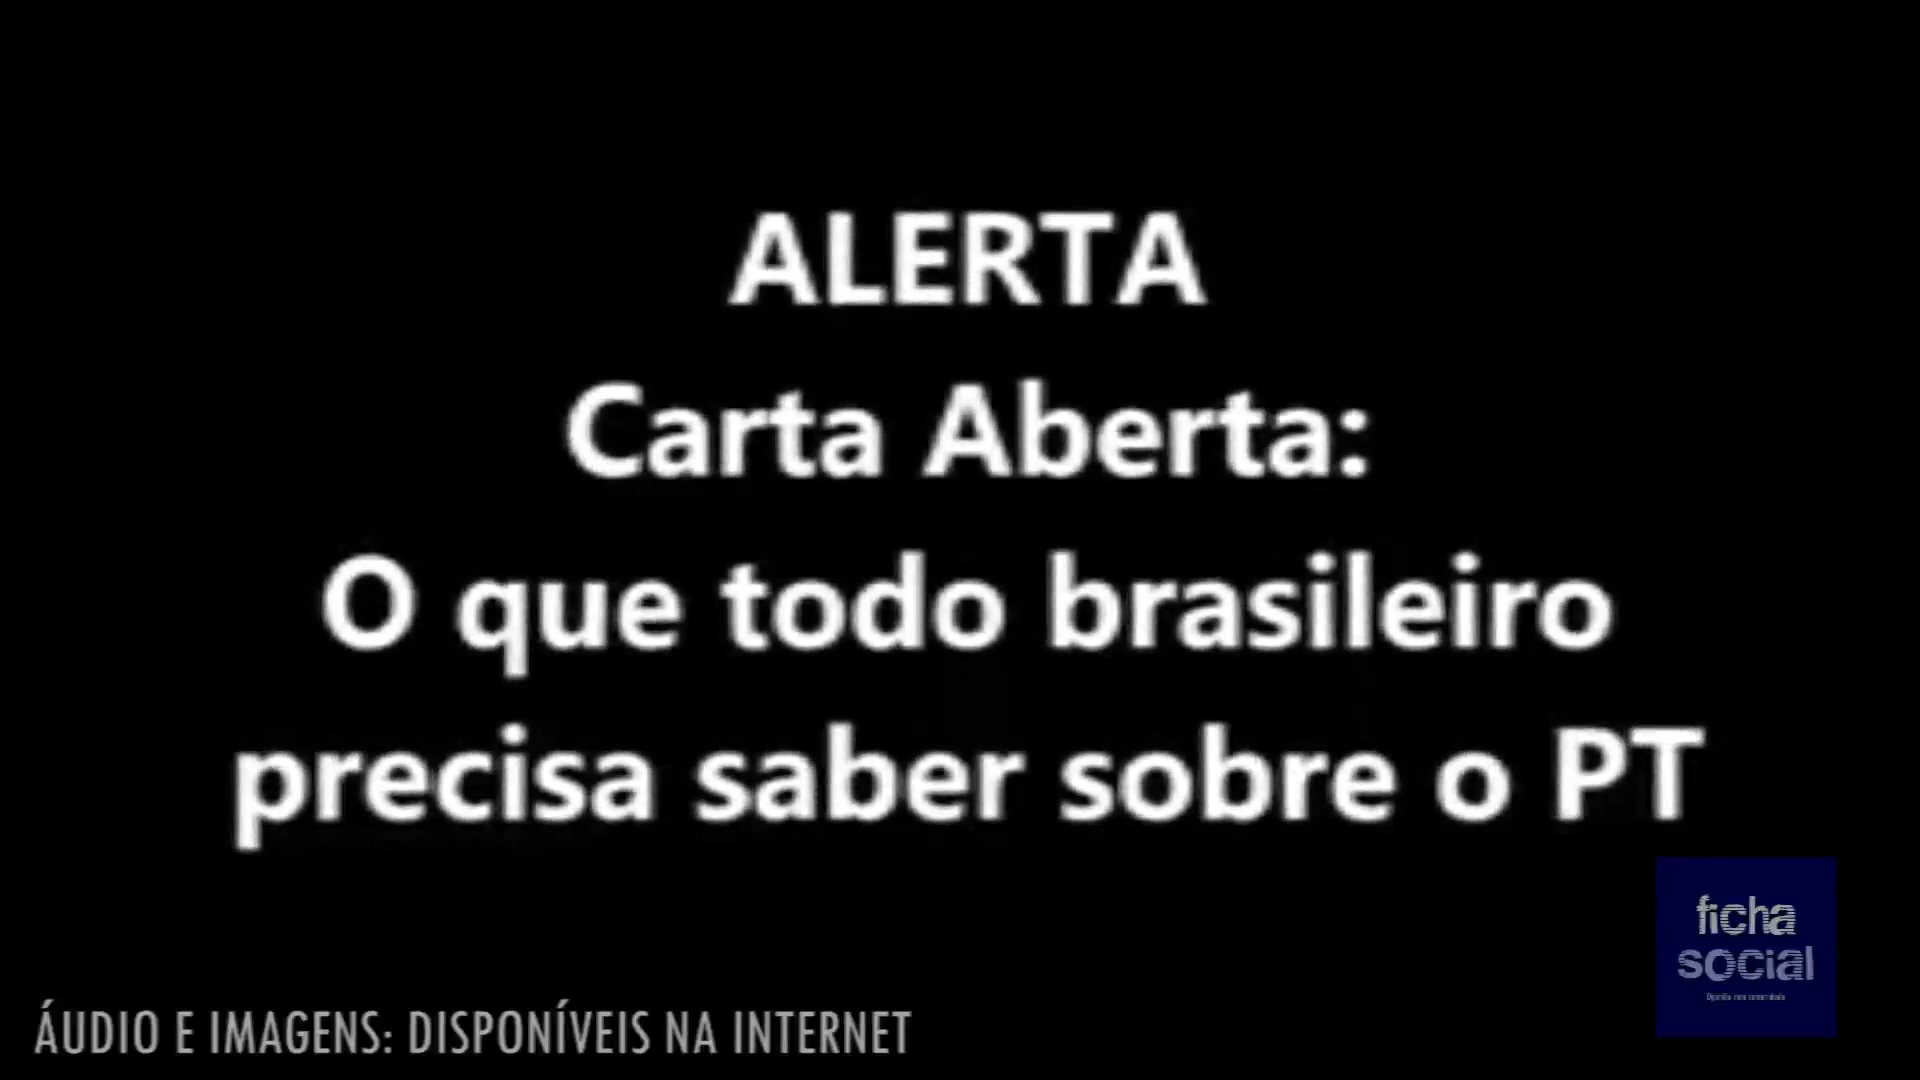 ALERTA
Carta Aberta:
O que todo brasileiro
precisa saber sobre o PT
ficha
social
ÁUDIO E IMAGENS: DISPONÍVEIS NA INTERNET